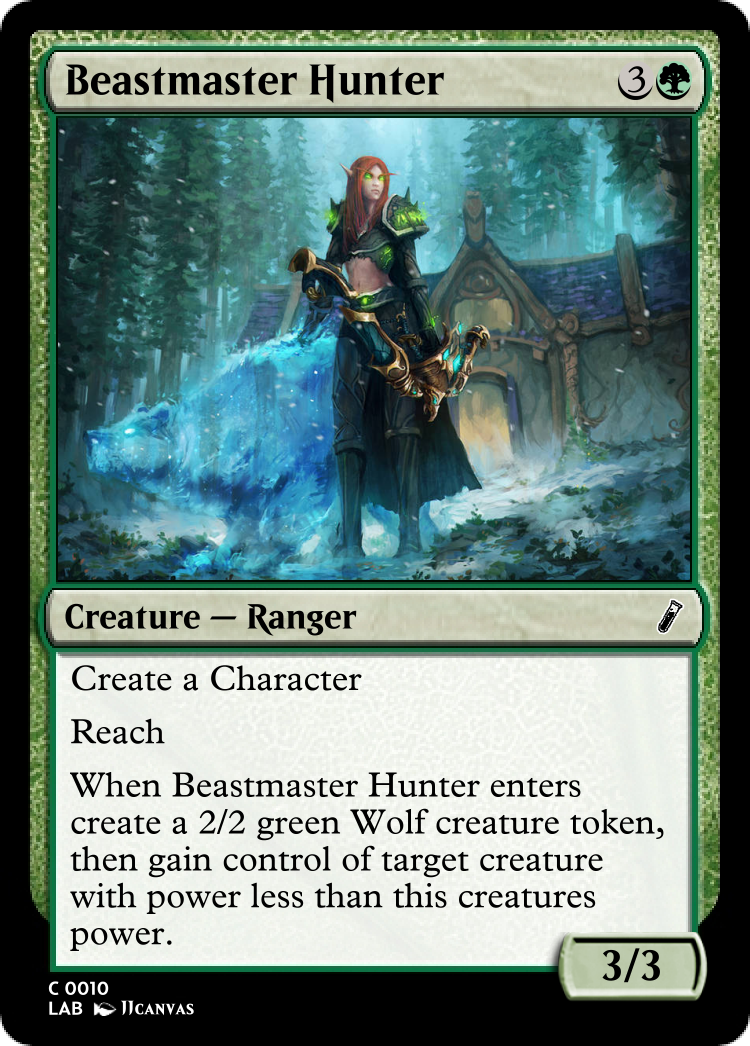 Beastmaster Hunter 3
Creature — Ranger
Create a Character
Reach
When Beastmaster Hunter enters
create a 2/2 green Wolf creature token,
then gain control of target creature
with power less than this creatures
power.
3/3
C 0010
LAB JJCANVAS